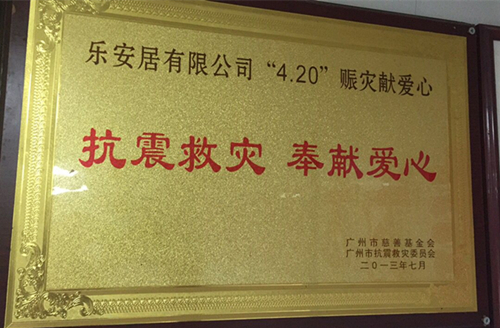 乐安居有限公司“4.20”赈灾献爱心
抗震救灾 奉献爱心
广州市慈善基金会
广州市抗震救灾委员会
二0一三年七月